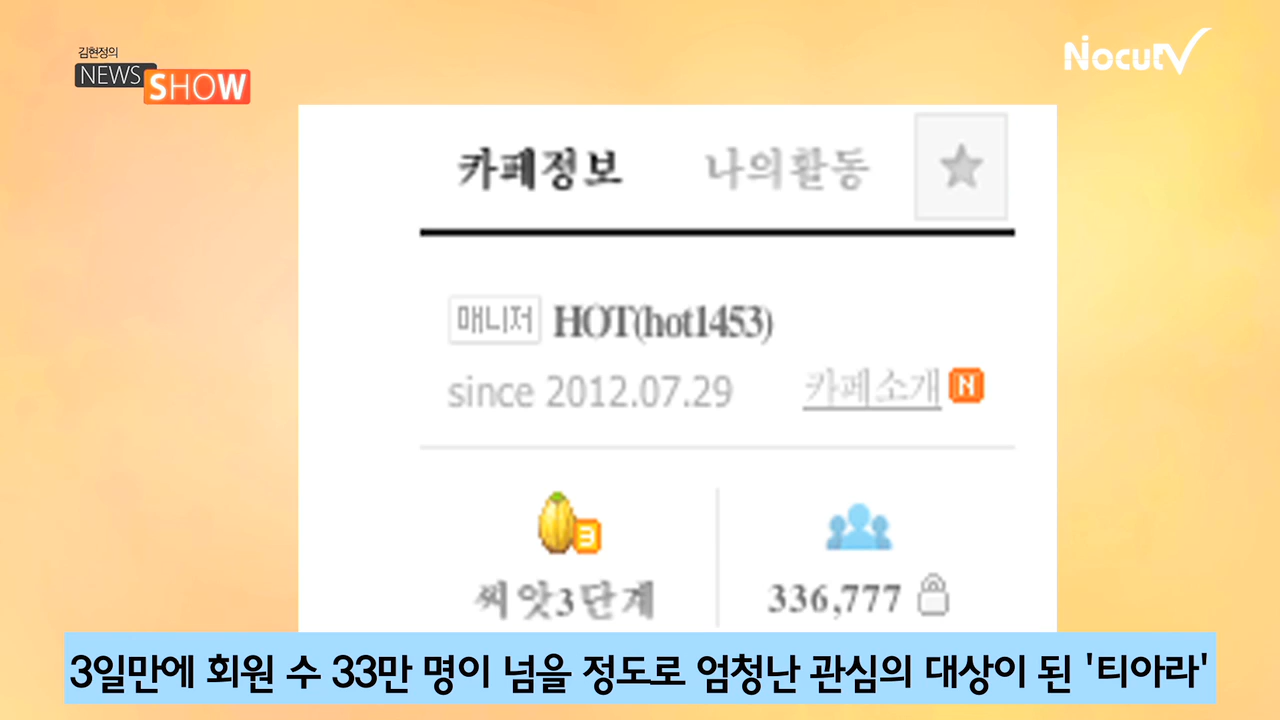 김현정의
NEWS SHOW
NocutV
카페정보 나의활동
매니저 HOT(hot1453)
since 2012.07.29 카페소개 N
3
씨앗3단계 336,777
3일만에 회원 수 33만 명이 넘을 정도로 엄청난 관심의 대상이 된 '티아라'